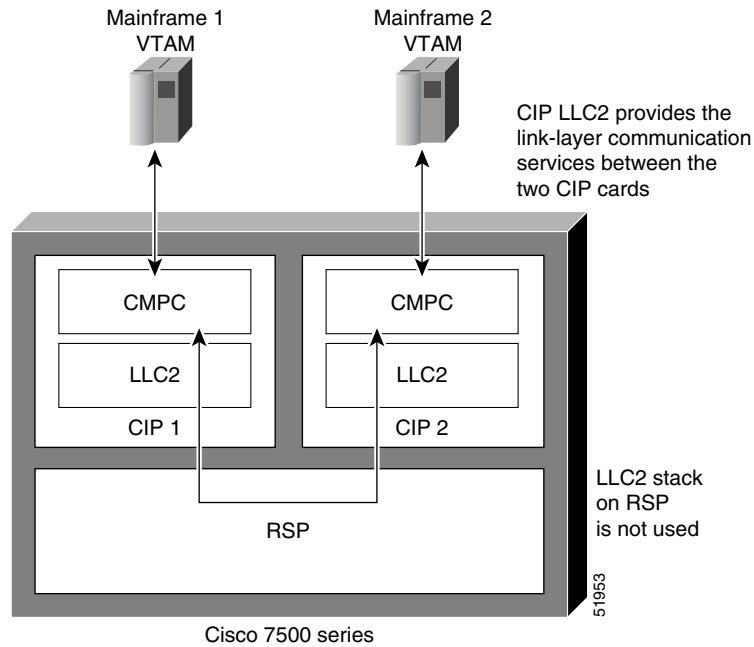 Mainframe 1
VTAM
Mainframe 2
VTAM
CIP LLC2 provides the
link-layer communication
services between the
two CIP cards
CMPC
CMPC
LLC2
LLC2
CIP 1
CIP 2
RSP
LLC2 stack
on RSP
is not used
51953
Cisco 7500 series